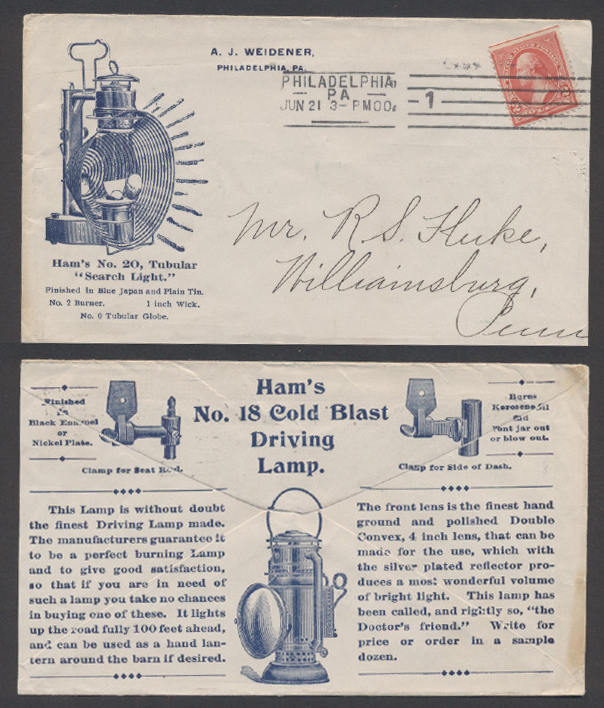 A. J. WEIDENER,
PHILADELPHIA, PA.
PHILADELPHIA
PA
JUN 21 3-PM 00
1
Ham's No. 20, Tubular
"Search Light."
Finished in Blue Japan and Plain Tin.
No. 2 Burner. 1 inch Wick.
No. 0 Tubular Globe.
Mr. R. S. Fluke,
Williamsburg,
Penn
Ham's
No. 18 Cold Blast
Driving
Lamp.
Finished
in
Black Enamel
or
Nickel Plate.
Clamp for Seat Rod.
Burns
Kerosene Oil
and
Wont jar out
or blow out.
Clasp for Side of Dash.
This Lamp is without doubt
the finest Driving Lamp made.
The manufacturers guarantee it
to be a perfect burning Lamp
and to give good satisfaction,
so that if you are in need of
such a lamp you take no chances
in buying one of these. It lights
up the road fully 100 feet ahead,
and can be used as a hand lan-
tern around the barn if desired.
The front lens is the finest hand
ground and polished Double
Convex, 4 inch lens, that can be
made for the use, which with
the silver plated reflector pro-
duces a most wonderful volume
of bright light. This lamp has
been called, and rightly so, "the
Doctor's friend." Write for
price or order in a sample
dozen.